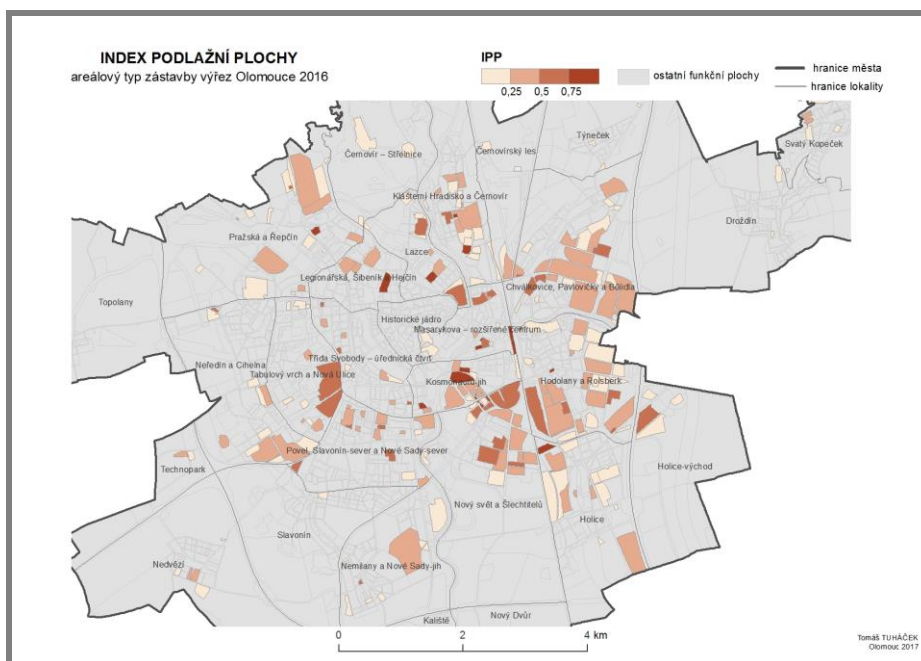 INDEX PODLAŽNÍ PLOCHY
areálový typ zástavby výřez Olomouce 2016
IPP
0,25 0,5 0,75
ostatní funkční plochy
hranice města
hranice lokality
Týneček
Svatý Kopeček
Černovír – Střelnice
Černovírský les
Klášterní Hradisko a Černovír
Droždín
Pražská a Řepčín
Lazce
Legionářská, Šibeník a Hejčín
Chválkovice, Pavlovičky a Bělidla
Topolany
Historické jádro
Masarykova – rozšířené centrum
Třída Svobody – úřednická čtvrť
Neředín a Cihelna
Tabulový vrch a Nová Ulice
Kosmonautů-jih
Hodolany a Rolsberk
Povel, Slavonín-sever a Nové Sady-sever
Technopark
Holice-východ
Nový svět a Šlechtitelů
Holice
Slavonín
Nedvězí
Nemilany a Nové Sady-jih
Nový Dvůr
Kaliště
0 2 4 km
Tomáš TUHÁČEK
Olomouc 2017